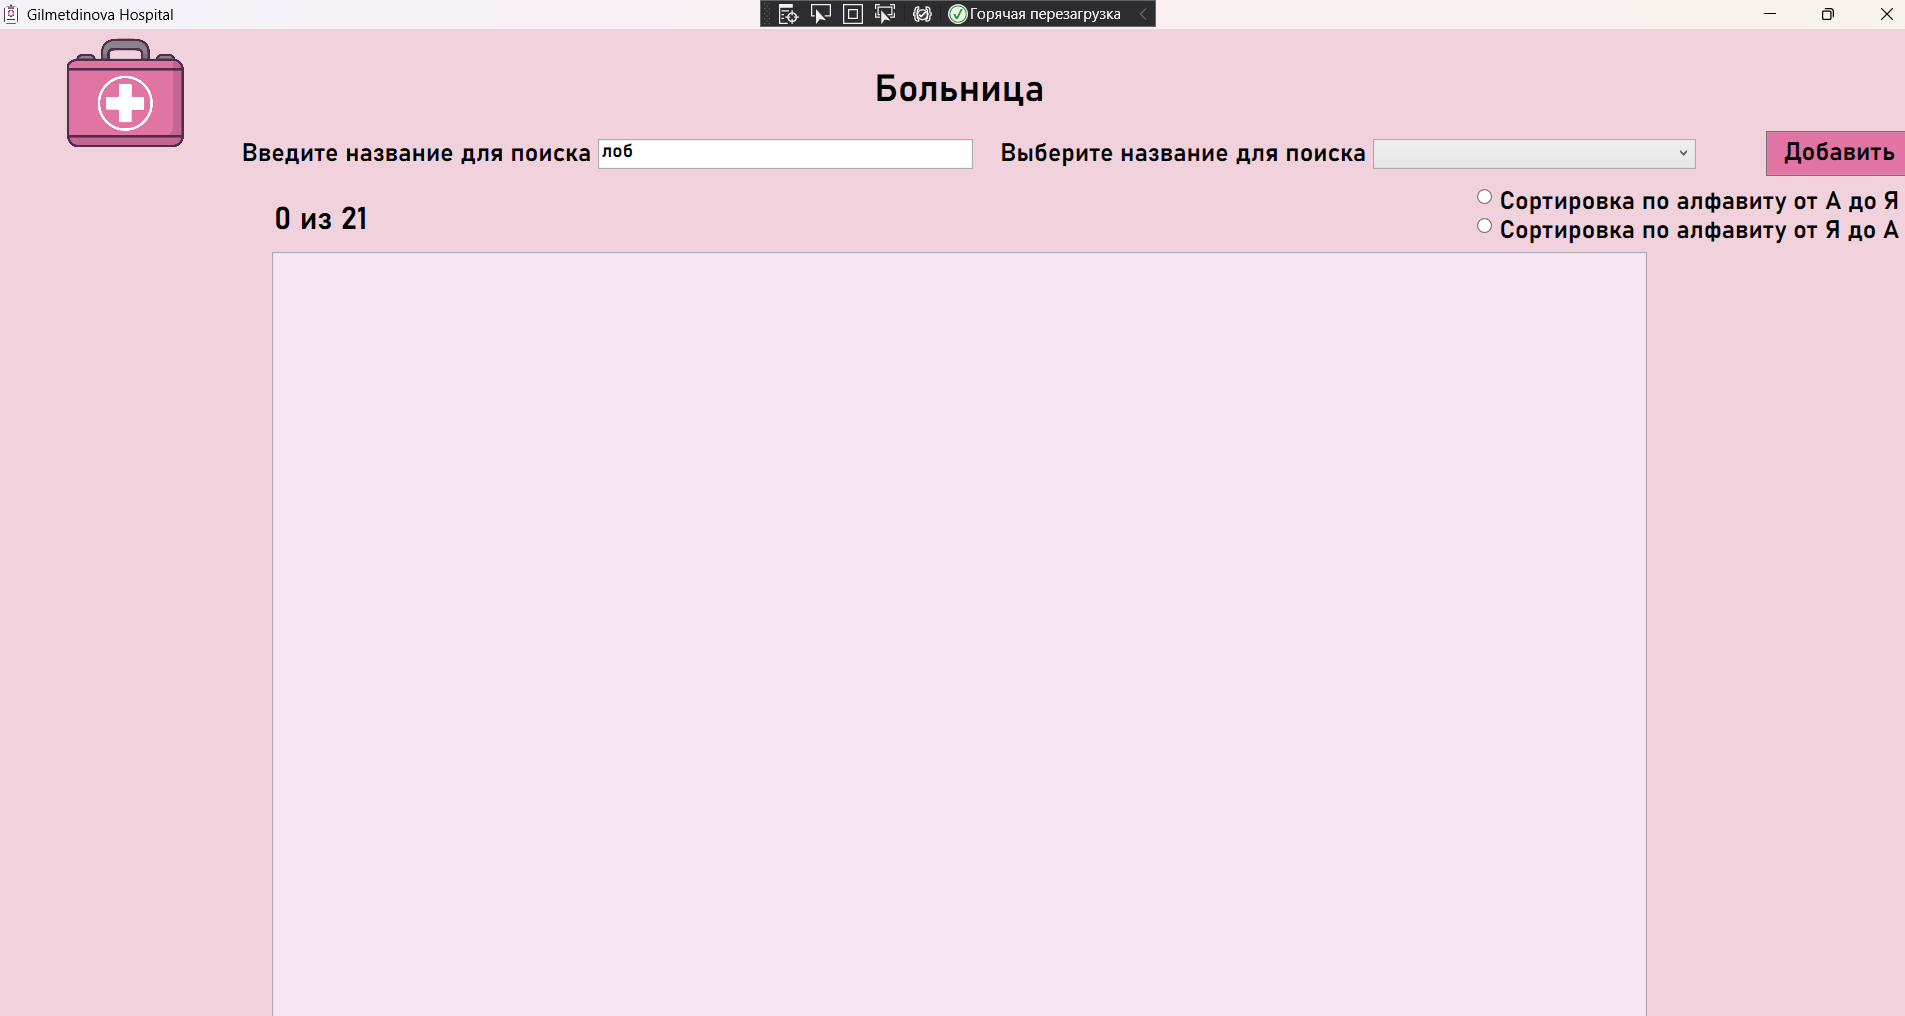 Gilmetdinova Hospital
Горячая перезагрузка
Больница
Введите название для поиска лоб Выберите название для поиска Добавить
Сортировка по алфавиту от А до Я
0 из 21
Сортировка по алфавиту от Я до А